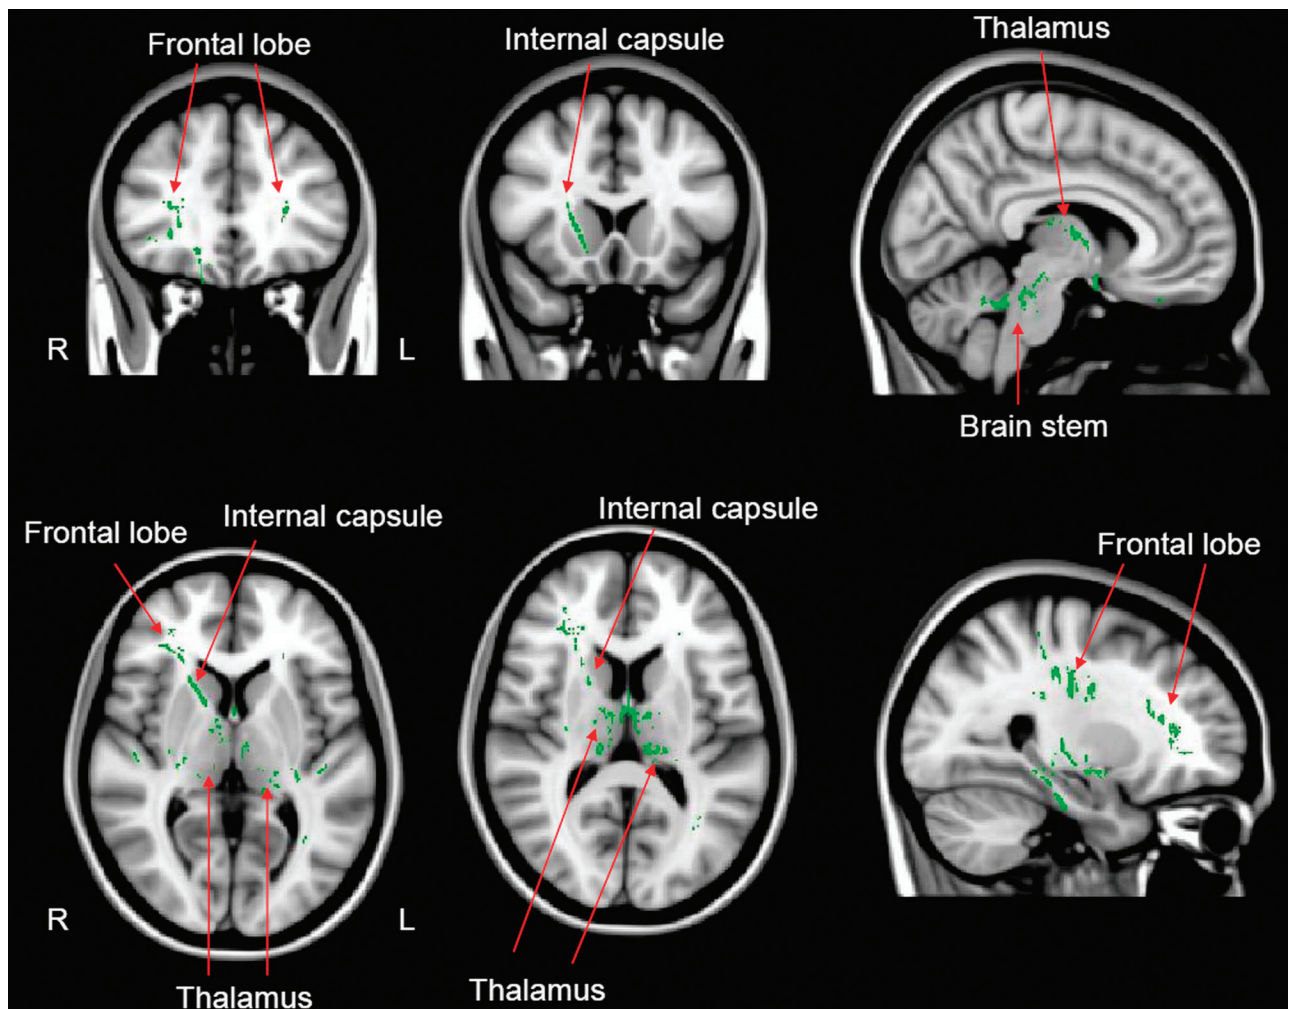 Frontal lobe
Internal capsule
Thalamus
R
L
Brain stem
Frontal lobe
Internal capsule
Internal capsule
Frontal lobe
R
L
Thalamus
Thalamus